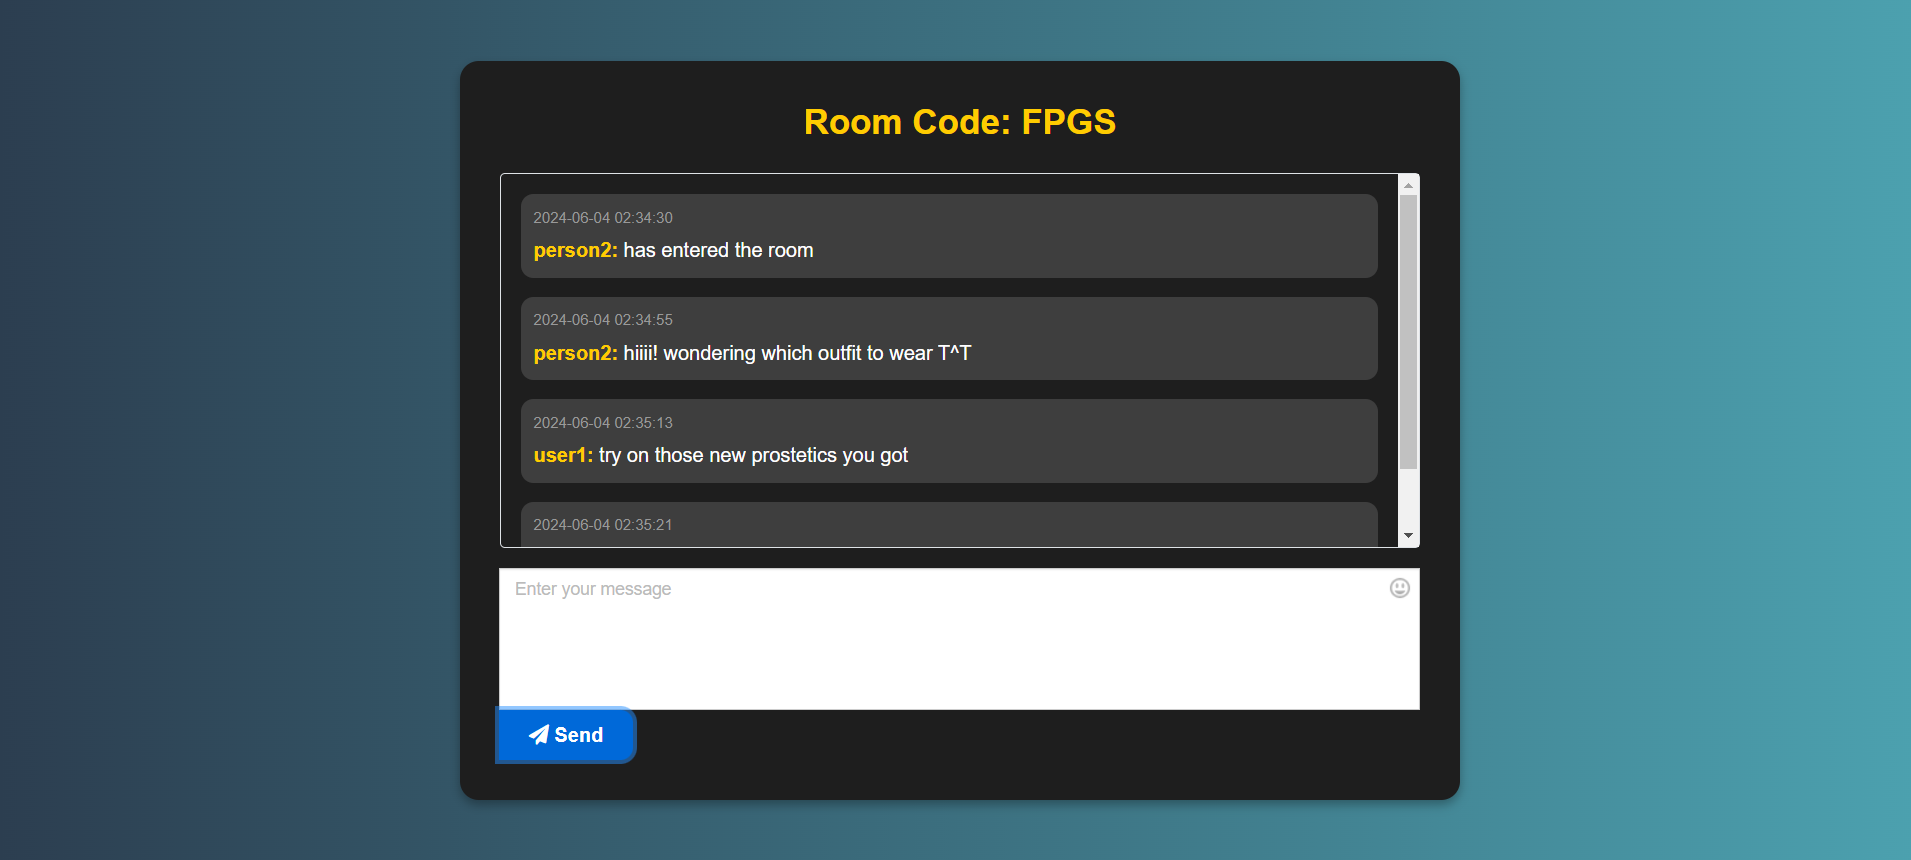 Room Code: FPGS
2024-06-04 02:34:30
person2: has entered the room
2024-06-04 02:34:55
person2: hiiii! wondering which outfit to wear T^T
2024-06-04 02:35:13
user1: try on those new prostetics you got
2024-06-04 02:35:21
Enter your message
Send